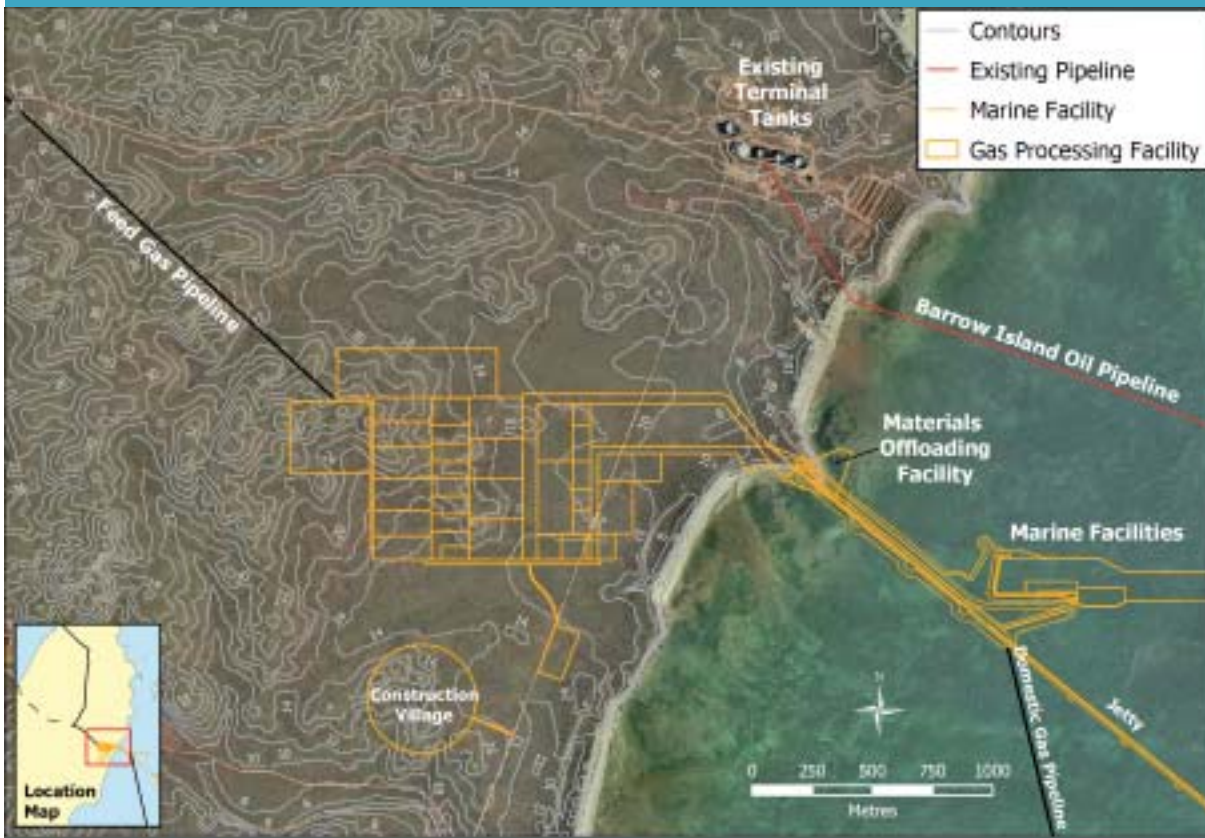 Contours
Existing Pipeline
Marine Facility
Gas Processing Facility
Existing
Terminal
Tanks
Feed Gas Pipeline
Barrow Island Oil Pipeline
Materials
Offloading
Facility
Marine Facilities
Construction
Village
Domestic Gas Pipeline
Jetty
N
0 250 500 750 1000
Metres
Location
Map